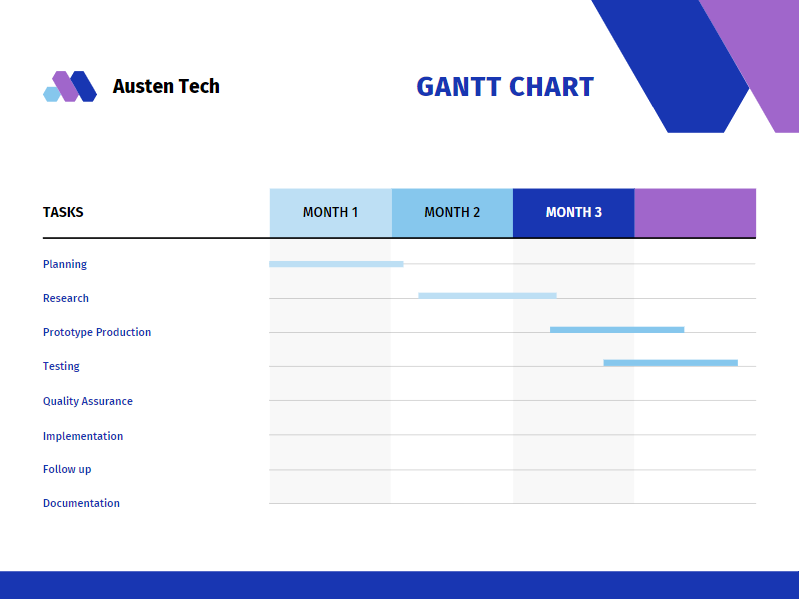 Austen Tech
GANTT CHART
TASKS
MONTH 1
MONTH 2
MONTH 3
Planning
Research
Prototype Production
Testing
Quality Assurance
Implementation
Follow up
Documentation